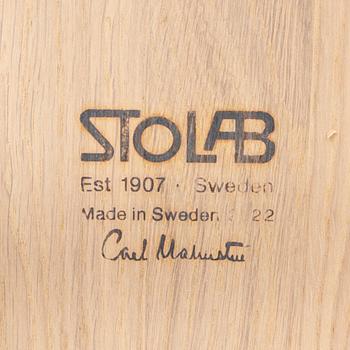 STOLAB
Est 1907 · Sweden
Made in Sweden 22
Carl Malmsten